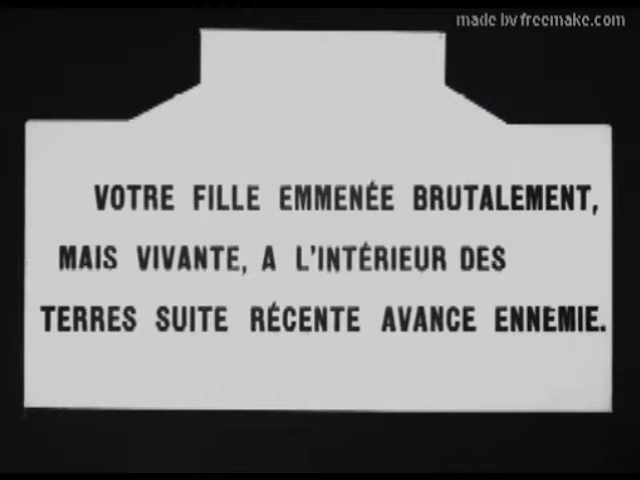 made by freemake.com
VOTRE FILLE EMMENÉE BRUTALEMENT,
MAIS VIVANTE, A L'INTÉRIEUR DES
TERRES SUITE RÉCENTE AVANCE ENNEMIE.